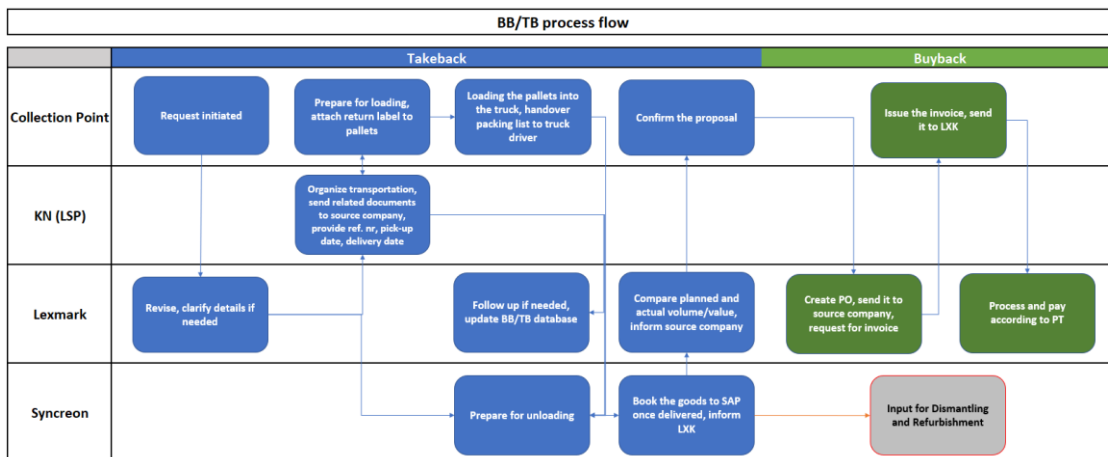 BB/TB process flow
Takeback
Buyback
Collection Point
Request initiated
Prepare for loading,
attach return label to
pallets
Loading the pallets into
the truck, handover
packing list to truck
driver
Confirm the proposal
Issue the invoice, send
it to LXK
KN (LSP)
Organize transportation,
send related documents
to source company,
provide ref. nr, pick-up
date, delivery date
Lexmark
Revise, clarify details if
needed
Follow up if needed,
update BB/TB database
Compare planned and
actual volume/value,
inform source company
Create PO, send it to
source company,
request for invoice
Process and pay
according to PT
Syncreon
Prepare for unloading
Book the goods to SAP
once delivered, inform
LXK
Input for Dismantling
and Refurbishment